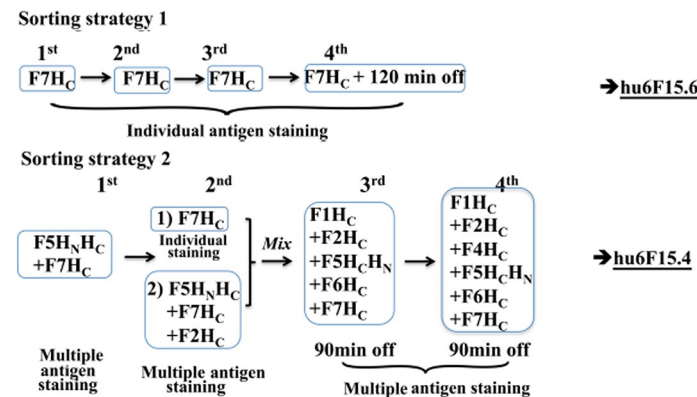 Sorting strategy 1
1st 2nd 3rd 4th
F7HC F7HC F7HC F7HC + 120 min off ➔hu6F15.6
Individual antigen staining
Sorting strategy 2
1st 2nd 3rd 4th
F5HNHC
+F7HC
1) F7HC
Individual
staining
2) F5HNHC
+F7HC
+F2HC
Mix
F1HC
+F2HC
+F5HCHN
+F6HC
+F7HC
F1HC
+F2HC
+F4HC
+F5HCHN
+F6HC
+F7HC
➔hu6F15.4
90min off 90min off
Multiple
antigen
staining
Multiple antigen
staining
Multiple antigen staining